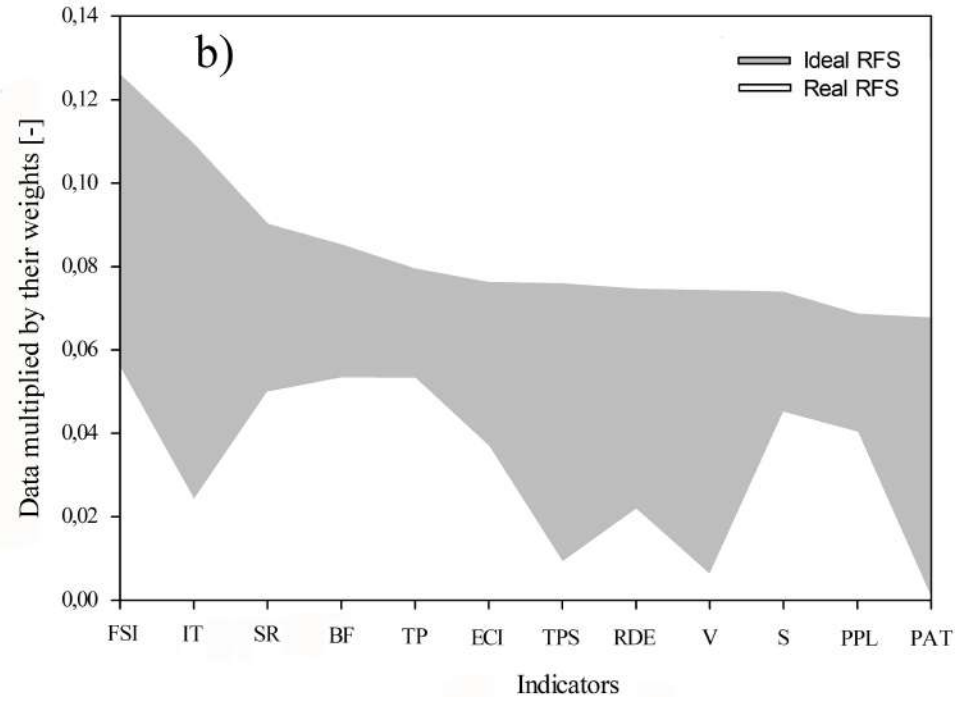 b)
Ideal RFS
Real RFS
Data multiplied by their weights [-]
0,14
0,12
0,10
0,08
0,06
0,04
0,02
0,00
FSI IT SR BF TP ECI TPS RDE V S PPL PAT
Indicators